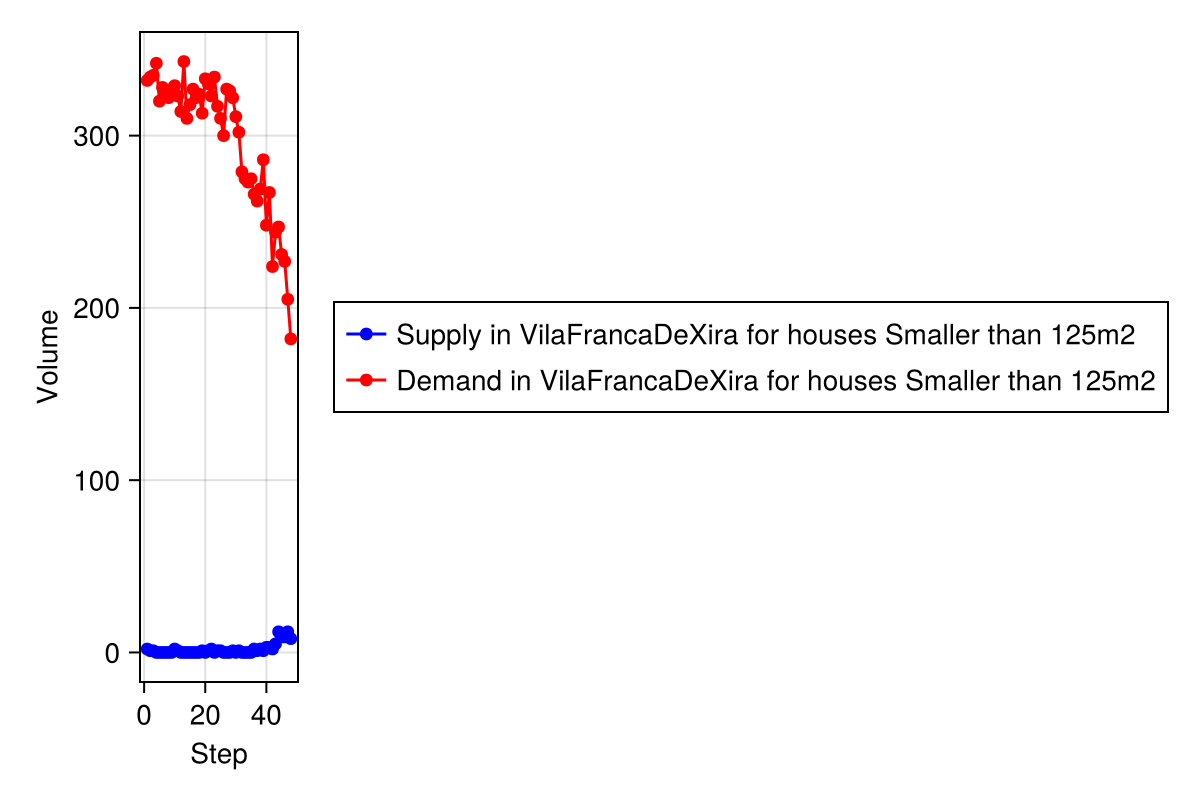 Volume
300
200
100
0
0 20 40
Step
Supply in VilaFrancaDeXira for houses Smaller than 125m2
Demand in VilaFrancaDeXira for houses Smaller than 125m2